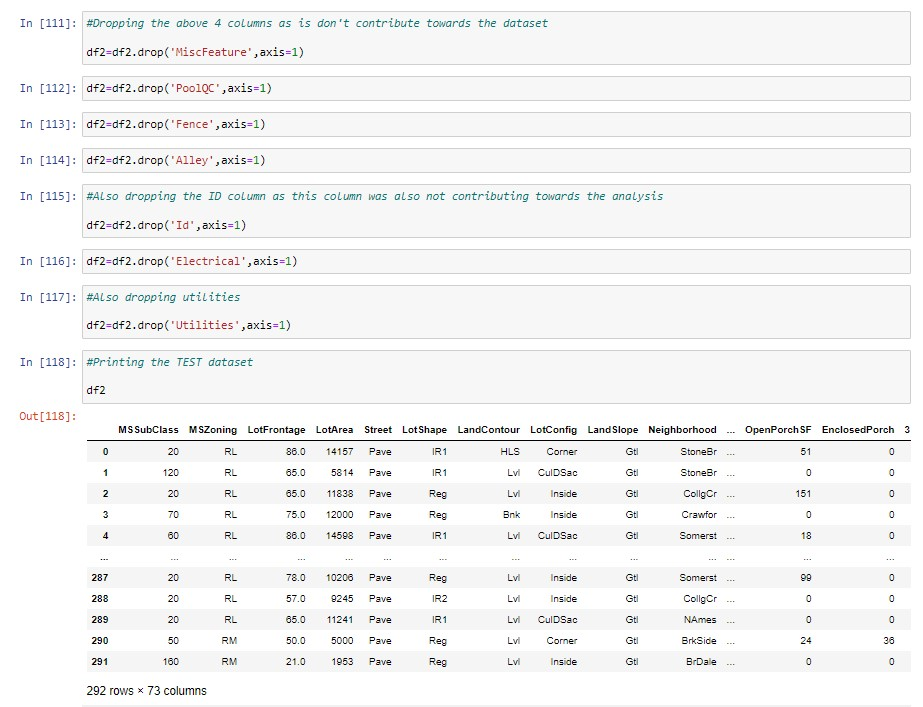 In [111]: #Dropping the above 4 columns as is don't contribute towards the dataset
df2=df2.drop('MiscFeature',axis=1)
In [112]: df2=df2.drop('PoolQC',axis=1)
In [113]: df2=df2.drop('Fence',axis=1)
In [114]: df2=df2.drop('Alley',axis=1)
In [115]: #Also dropping the ID column as this column was also not contributing towards the analysis
df2=df2.drop('Id',axis=1)
In [116]: df2=df2.drop('Electrical',axis=1)
In [117]: #Also dropping utilities
df2=df2.drop('Utilities',axis=1)
In [118]: #Printing the TEST dataset
df2
Out[118]:
MSSubClass MSZoning LotFrontage LotArea Street LotShape LandContour LotConfig LandSlope Neighborhood ... OpenPorchSF EnclosedPorch 3
0 20 RL 86.0 14157 Pave IR1 HLS Corner Gtl StoneBr ... 51 0
1 120 RL 65.0 5814 Pave IR1 Lvl CulDSac Gtl StoneBr ... 0 0
2 20 RL 65.0 11838 Pave Reg Lvl Inside Gtl CollgCr ... 151 0
3 70 RL 75.0 12000 Pave Reg Bnk Inside Gtl Crawfor ... 0 0
4 60 RL 86.0 14598 Pave IR1 Lvl CulDSac Gtl Somerst ... 18 0
... ... ... ... ... ... ... ... ... ... ... ... ... ...
287 20 RL 78.0 10206 Pave Reg Lvl Inside Gtl Somerst ... 99 0
288 20 RL 57.0 9245 Pave IR2 Lvl Inside Gtl CollgCr ... 0 0
289 20 RL 65.0 11241 Pave IR1 Lvl CulDSac Gtl NAmes ... 0 0
290 50 RM 50.0 5000 Pave Reg Lvl Corner Gtl BrkSide ... 24 36
291 160 RM 21.0 1953 Pave Reg Lvl Inside Gtl BrDale ... 0 0
292 rows × 73 columns